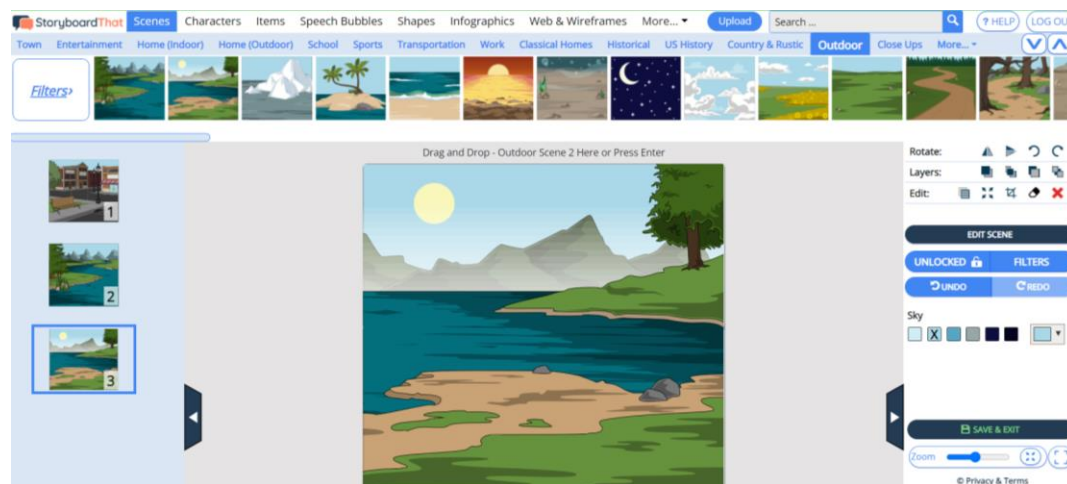 StoryboardThat Scenes Characters Items Speech Bubbles Shapes Infographics Web & Wireframes More... Upload Search ... ? HELP LOG OU
Town Entertainment Home (Indoor) Home (Outdoor) School Sports Transportation Work Classical Homes Historical US History Country & Rustic Outdoor Close Ups More...
Filters›
Drag and Drop - Outdoor Scene 2 Here or Press Enter
1
2
3
Rotate:
Layers:
Edit:
EDIT SCENE
UNLOCKED FILTERS
UNDO REDO
Sky
X
SAVE & EXIT
Zoom
© Privacy & Terms